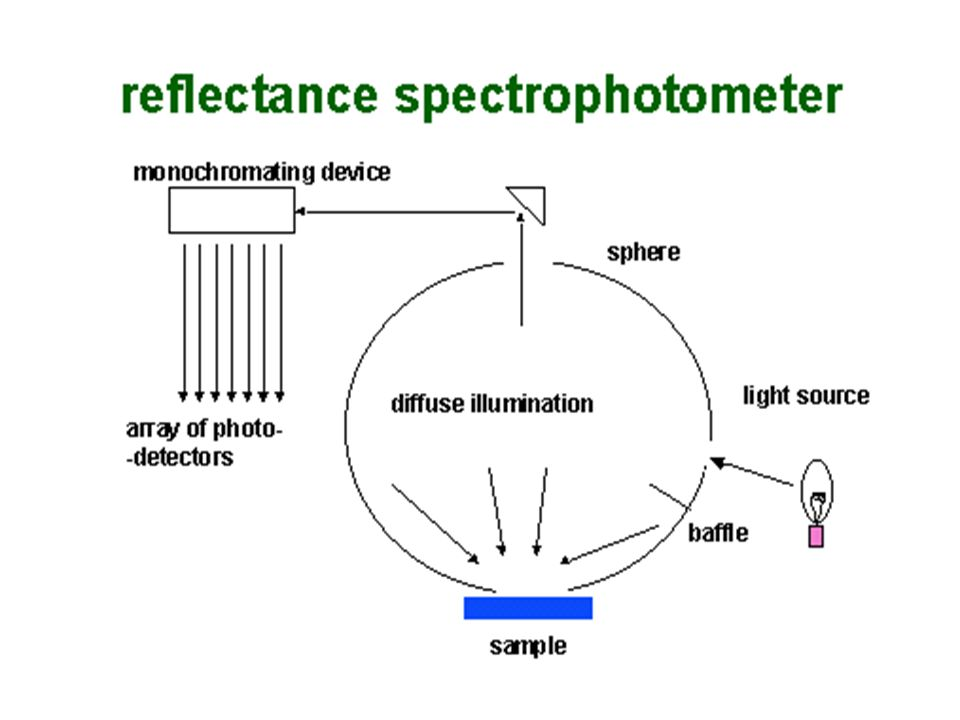 reflectance spectrophotometer
monochromating device
sphere
light source
diffuse illumination
array of photo-
-detectors
baffle
sample